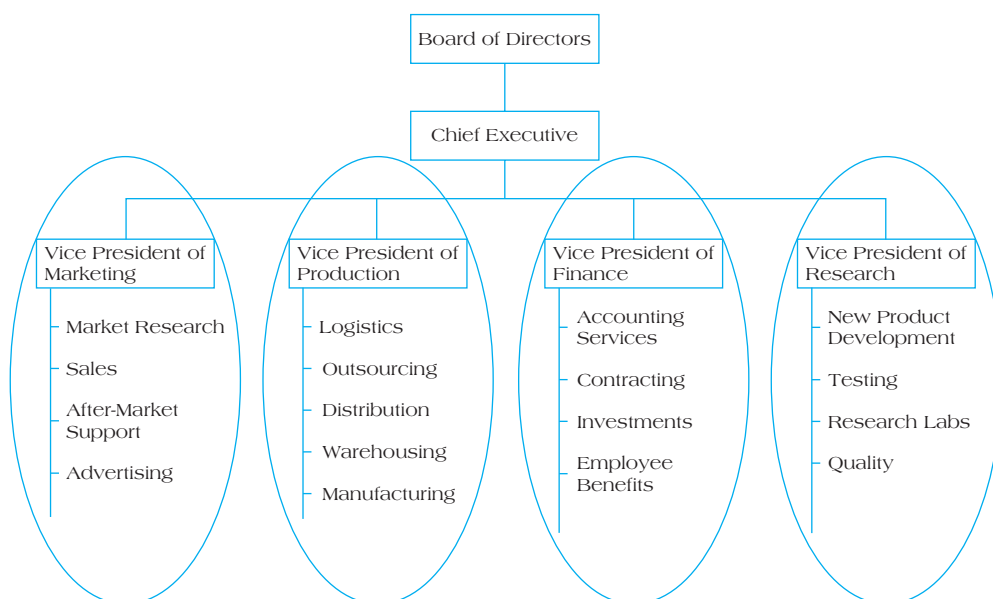 Board of Directors
Chief Executive
Vice President of
Marketing
Market Research
Sales
After-Market
Support
Advertising
Vice President of
Production
Logistics
Outsourcing
Distribution
Warehousing
Manufacturing
Vice President of
Finance
Accounting
Services
Contracting
Investments
Employee
Benefits
Vice President of
Research
New Product
Development
Testing
Research Labs
Quality